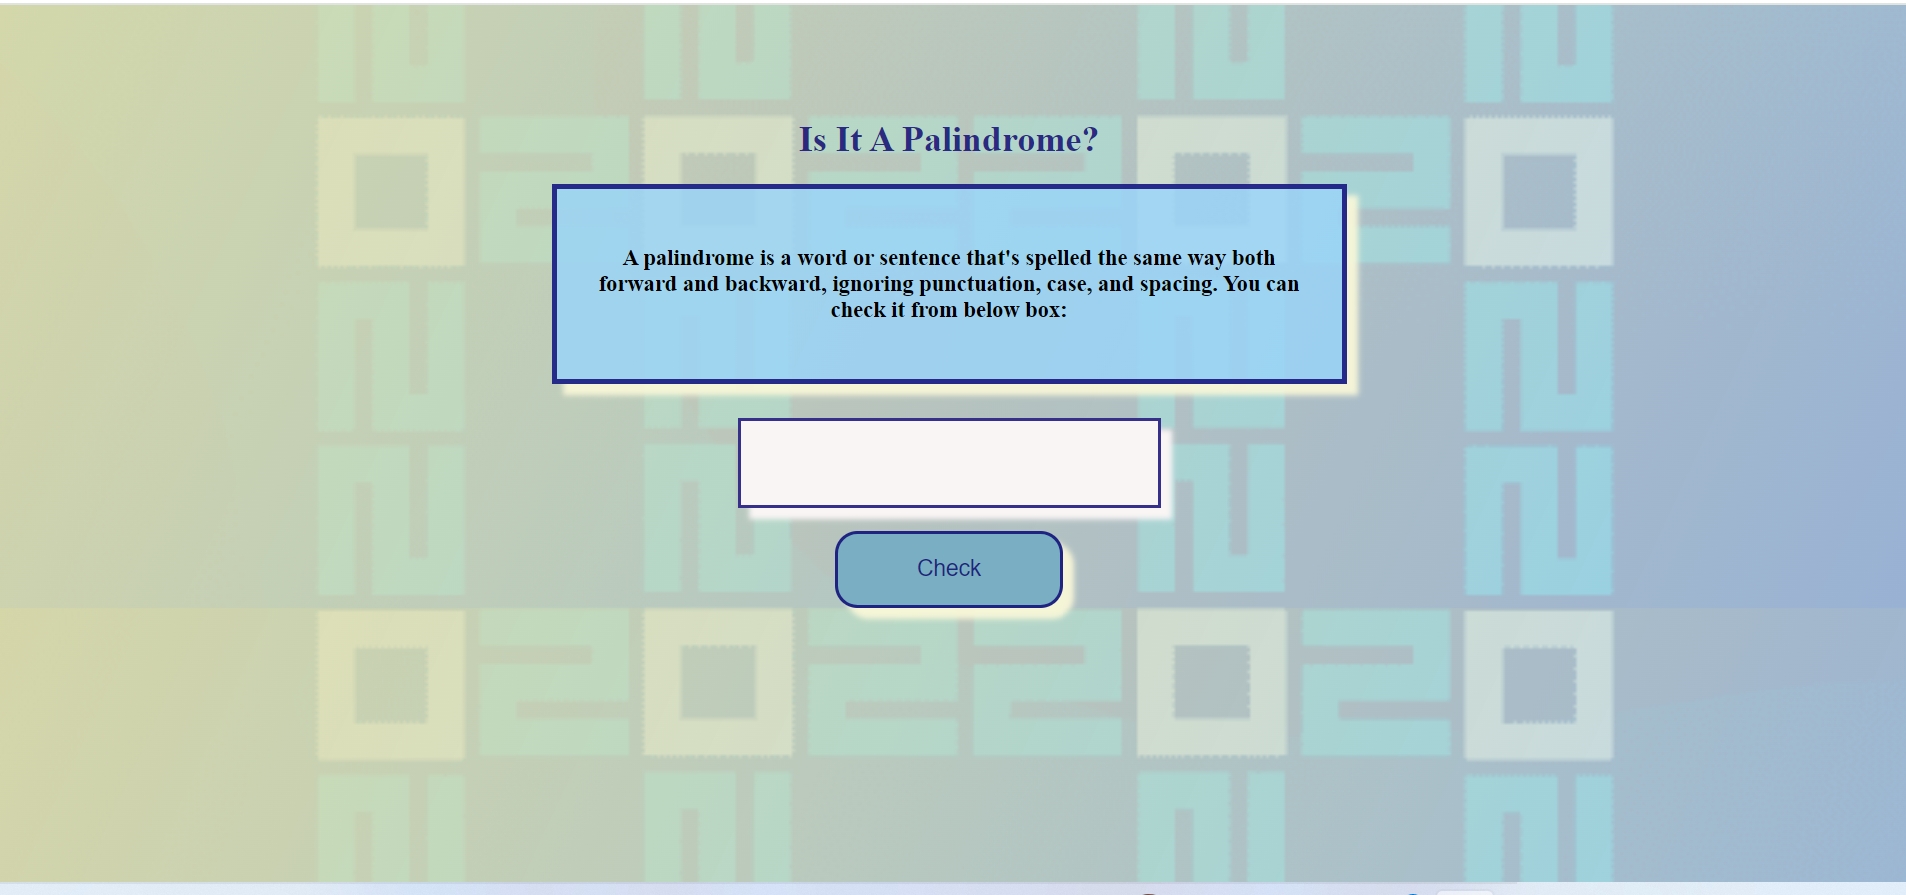 Is It A Palindrome?
A palindrome is a word or sentence that's spelled the same way both
forward and backward, ignoring punctuation, case, and spacing. You can
check it from below box:
Check